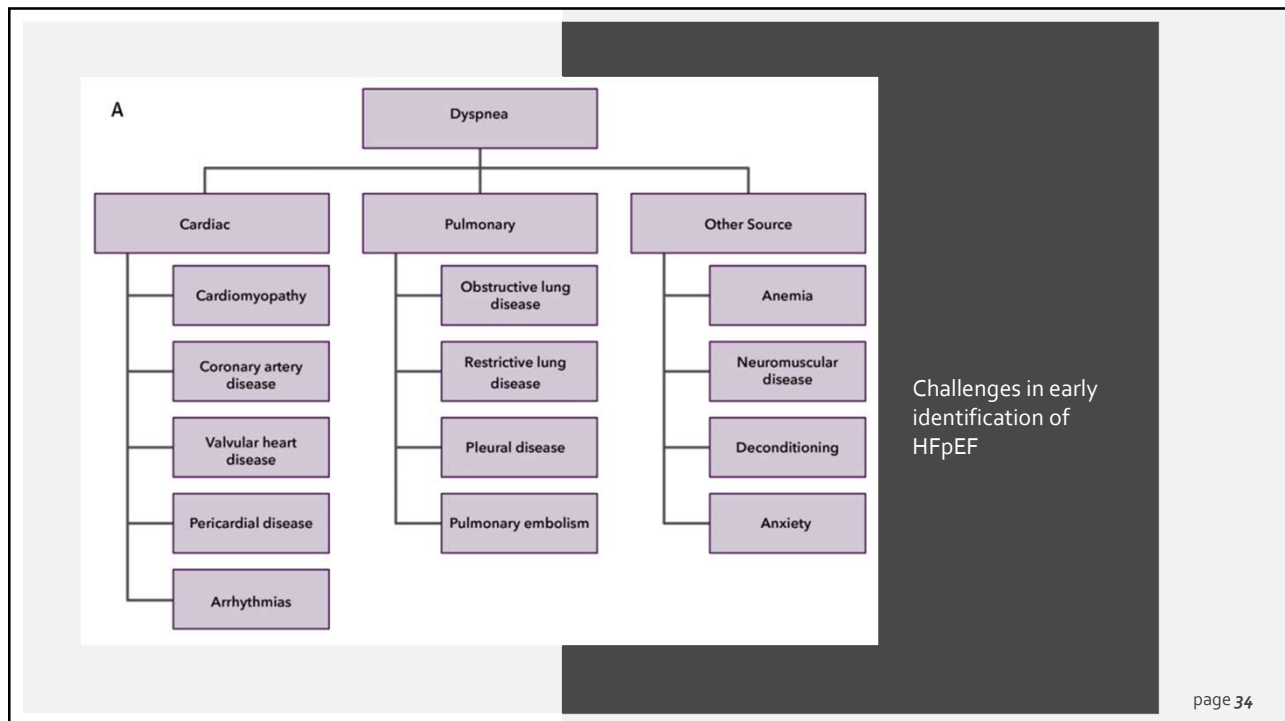 A
Dyspnea
Cardiac
Cardiomyopathy
Coronary artery
disease
Valvular heart
disease
Pericardial disease
Arrhythmias
Pulmonary
Obstructive lung
disease
Restrictive lung
disease
Pleural disease
Pulmonary embolism
Other Source
Anemia
Neuromuscular
disease
Deconditioning
Anxiety
Challenges in early
identification of
HFpEF
page 34